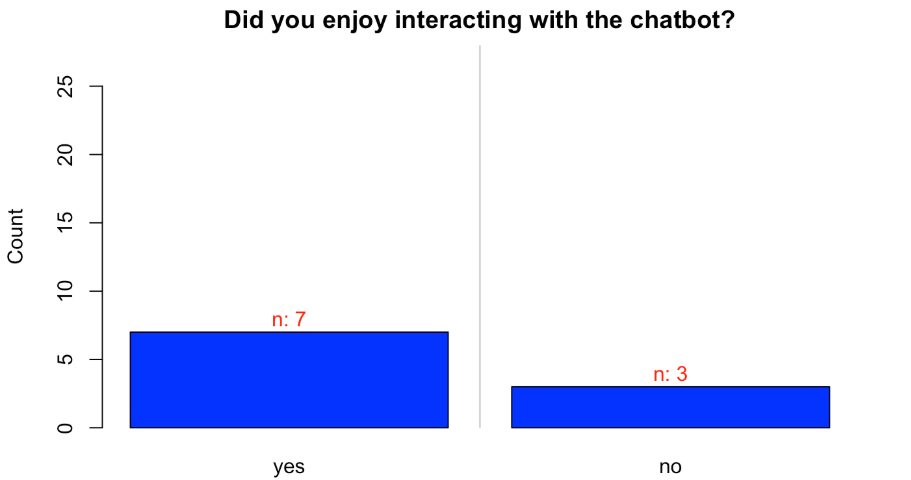 Did you enjoy interacting with the chatbot?
Count
25
20
15
10
5
0
n: 7
n: 3
yes
no